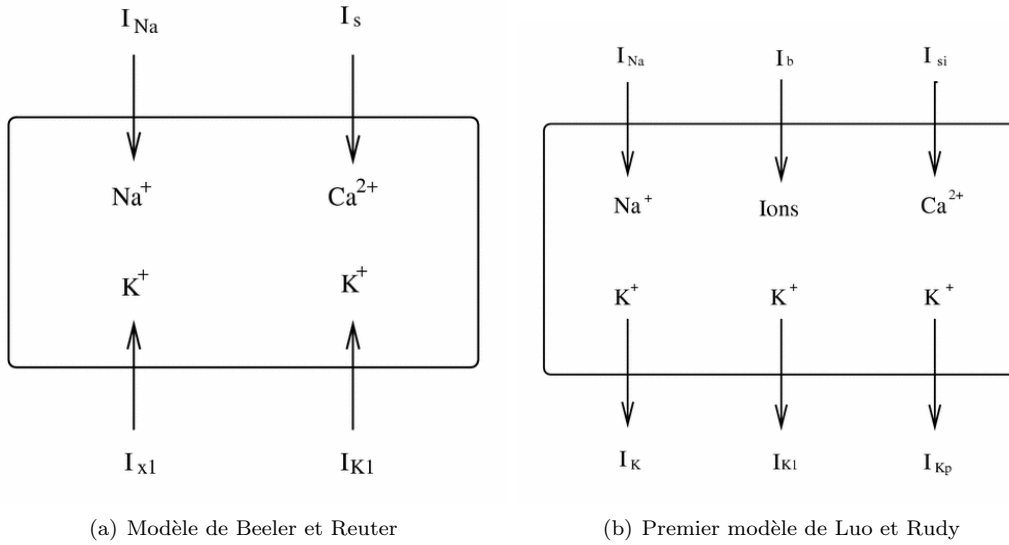 I Na I s
Na+ Ca2+
K+ K+
I x1 I K1
(a) Modèle de Beeler et Reuter
I Na I b I si
Na+ Ions Ca2+
K+ K+ K+
I K I K1 I Kp
(b) Premier modèle de Luo et Rudy